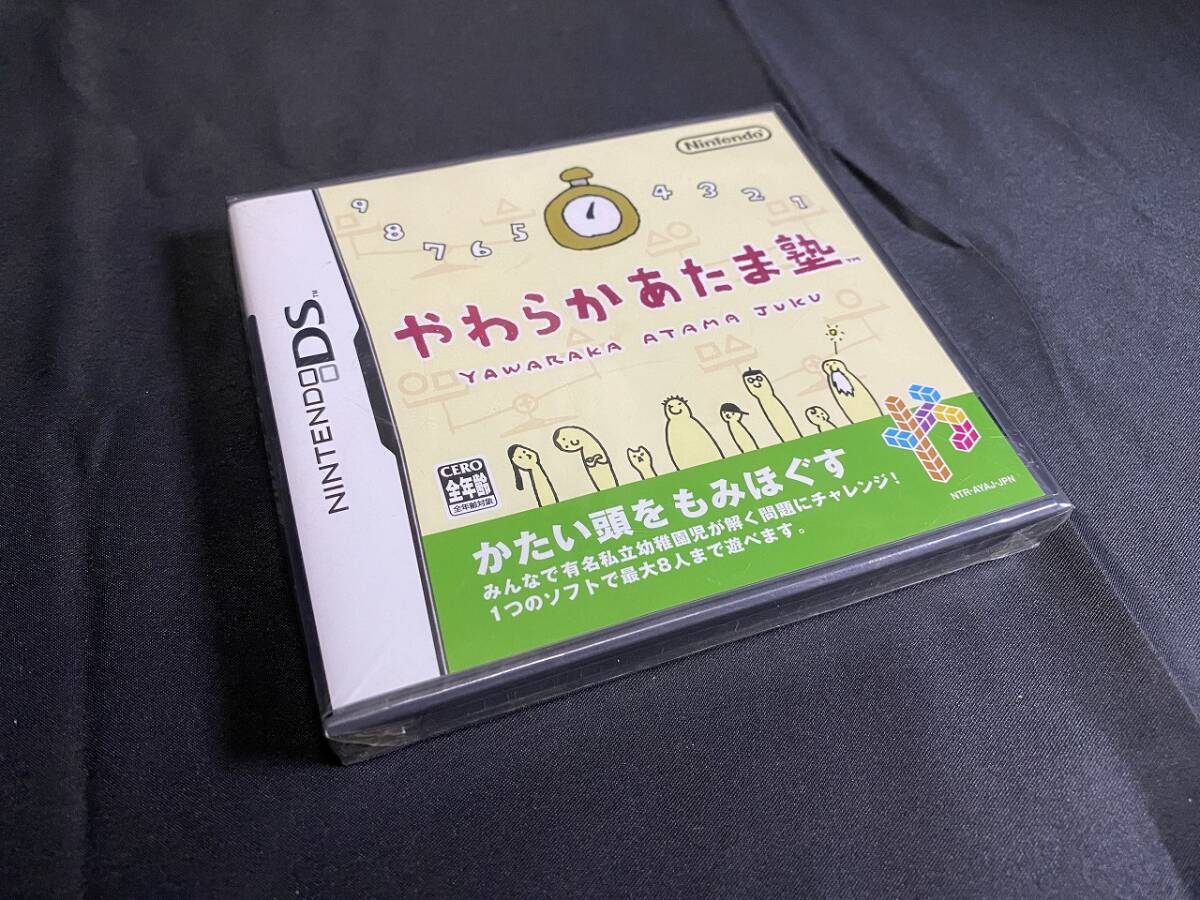 Nintendo
9 8 7 6 5 4 3 2 1
やわらかあたま塾™
YAWARAKA ATAMA JUKU
NINTENDO DS™
CERO
全年齢
全年齢対象
かたい頭をもみほぐす
みんなで有名私立幼稚園児が解く問題にチャレンジ!
1つのソフトで最大8人まで遊べます。
や
NTR-AYAJ-JPN